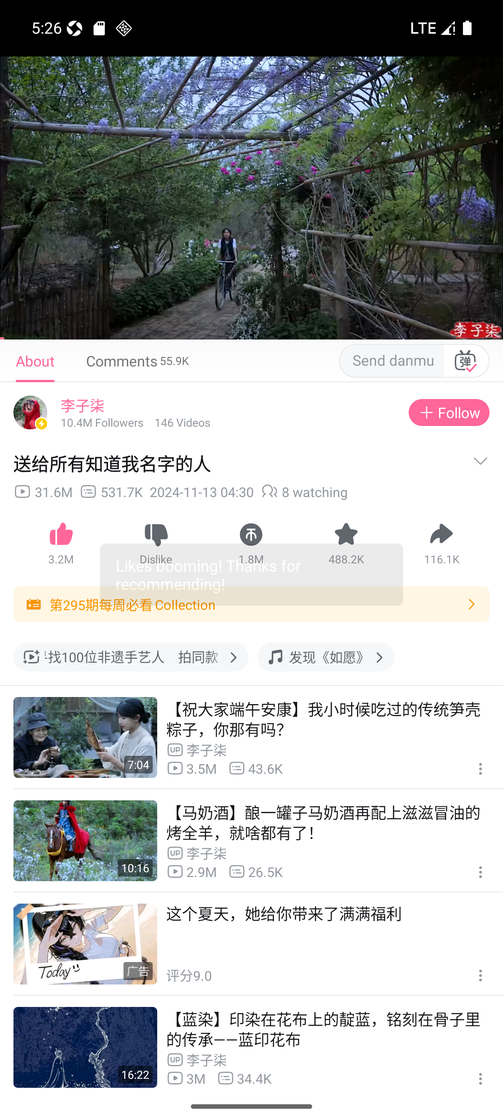 5:26
LTE
李子柒
About
Comments 55.9K
Send danmu
弹
李子柒
10.4M Followers 146 Videos
+ Follow
送给所有知道我名字的人
31.6M 531.7K 2024-11-13 04:30 8 watching
3.2M
Dislike
1.8M
488.2K
116.1K
Likes booming! Thanks for
recommending!
第295期每周必看 Collection
找100位非遗手艺人 拍同款
发现《如愿》
【祝大家端午安康】我小时候吃过的传统笋壳
粽子，你那有吗？
UP 李子柒
3.5M 43.6K
7:04
【马奶酒】酿一罐子马奶酒再配上滋滋冒油的
烤全羊，就啥都有了！
UP 李子柒
2.9M 26.5K
10:16
这个夏天，她给你带来了满满福利
Today
广告
评分9.0
【蓝染】印染在花布上的靛蓝，铭刻在骨子里
的传承——蓝印花布
UP 李子柒
3M 34.4K
16:22